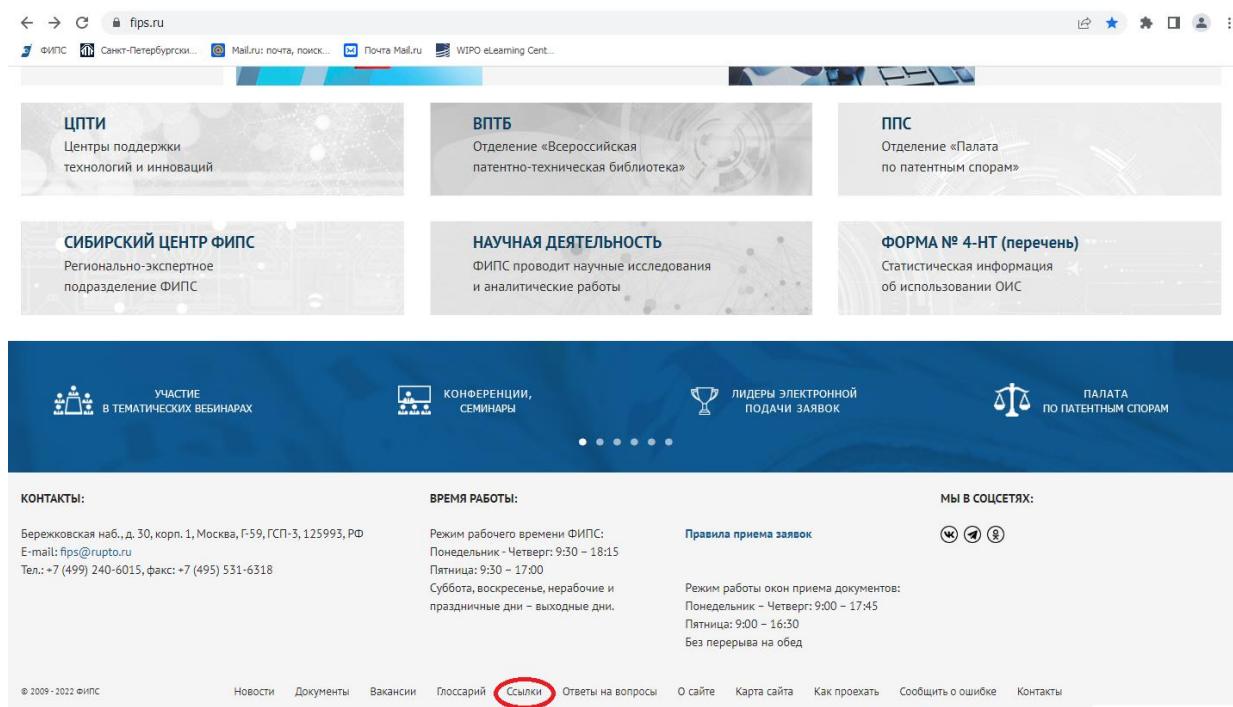 fips.ru
ФИПС Санкт-Петербургски... Mail.ru: почта, поиск... Почта Mail.ru WIPO eLearning Cent...
ЦПТИ
Центры поддержки
технологий и инноваций
ВПТБ
Отделение «Всероссийская
патентно-техническая библиотека»
ППС
Отделение «Палата
по патентным спорам»
СИБИРСКИЙ ЦЕНТР ФИПС
Регионально-экспертное
подразделение ФИПС
НАУЧНАЯ ДЕЯТЕЛЬНОСТЬ
ФИПС проводит научные исследования
и аналитические работы
ФОРМА № 4-НТ (перечень)
Статистическая информация
об использовании ОИС
УЧАСТИЕ
В ТЕМАТИЧЕСКИХ ВЕБИНАРАХ
КОНФЕРЕНЦИИ,
СЕМИНАРЫ
ЛИДЕРЫ ЭЛЕКТРОННОЙ
ПОДАЧИ ЗАЯВОК
ПАЛАТА
ПО ПАТЕНТНЫМ СПОРАМ
КОНТАКТЫ:
Бережковская наб., д. 30, корп. 1, Москва, Г-59, ГСП-3, 125993, РФ
E-mail: fips@rupto.ru
Тел.: +7 (499) 240-6015, факс: +7 (495) 531-6318
ВРЕМЯ РАБОТЫ:
Режим рабочего времени ФИПС:
Понедельник - Четверг: 9:30 – 18:15
Пятница: 9:30 – 17:00
Суббота, воскресенье, нерабочие и
праздничные дни – выходные дни.
Правила приема заявок
Режим работы окон приема документов:
Понедельник – Четверг: 9:00 – 17:45
Пятница: 9:00 – 16:30
Без перерыва на обед
МЫ В СОЦСЕТЯХ:
© 2009 - 2022 ФИПС
Новости Документы Вакансии Глоссарий Ссылки Ответы на вопросы О сайте Карта сайта Как проехать Сообщить о ошибке Контакты